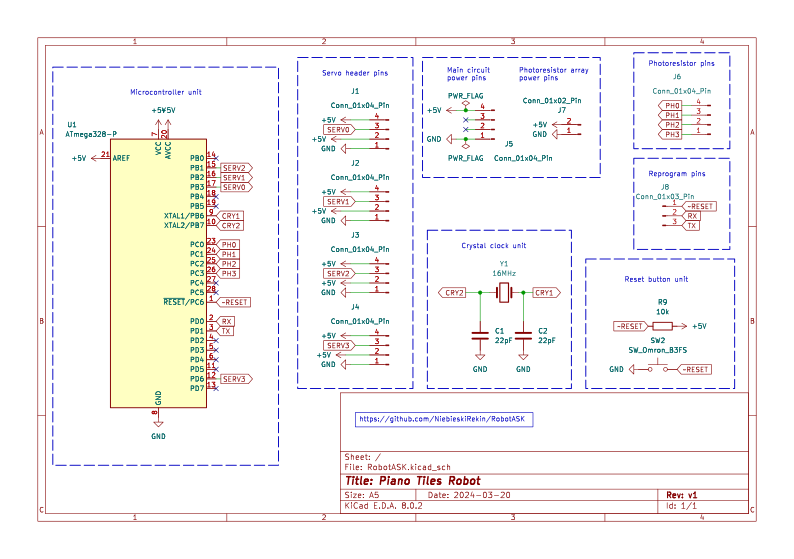 1 2 3 4
A A
B B
C C
1 2 3 4
Microcontroller unit
U1
ATmega328-P
+5V
+5V
+5V
21
AREF
7
VCC
20
AVCC
PB0 14
PB1 15 SERV2
PB2 16 SERV1
PB3 17 SERV0
PB4 18
PB5 19
XTAL1/PB6 9 CRY1
XTAL2/PB7 10 CRY2
PC0 23 PH0
PC1 24 PH1
PC2 25 PH2
PC3 26 PH3
PC4 27
PC5 28
RESET/PC6 1 ~RESET
PD0 2 RX
PD1 3 TX
PD2 4
PD3 5
PD4 6
PD5 11
PD6 12 SERV3
PD7 13
GND
8
GND
Servo header pins
J1
Conn_01x04_Pin
+5V 4
SERV0 3
+5V 2
GND 1
J2
Conn_01x04_Pin
+5V 4
SERV1 3
+5V 2
GND 1
J3
Conn_01x04_Pin
+5V 4
SERV2 3
+5V 2
GND 1
J4
Conn_01x04_Pin
+5V 4
SERV3 3
+5V 2
GND 1
Main circuit
power pins
PWR_FLAG
+5V 4
3
2
GND 1
PWR_FLAG
J5
Conn_01x04_Pin
Photoresistor array
power pins
Conn_01x02_Pin
J7
+5V 2
GND 1
Photoresistor pins
J6
Conn_01x04_Pin
PH0 4
PH1 3
PH2 2
PH3 1
Reprogram pins
J8
Conn_01x03_Pin
1 ~RESET
2 RX
3 TX
Crystal clock unit
Y1
16MHz
CRY2 CRY1
C1
22pF
C2
22pF
GND GND
Reset button unit
R9
10k
~RESET +5V
SW2
SW_Omron_B3FS
GND ~RESET
https://github.com/NiebieskiRekin/RobotASK
Sheet: /
File: RobotASK.kicad_sch
Title: Piano Tiles Robot
Size: A5 Date: 2024-03-20 Rev: v1
KiCad E.D.A. 8.0.2 Id: 1/1